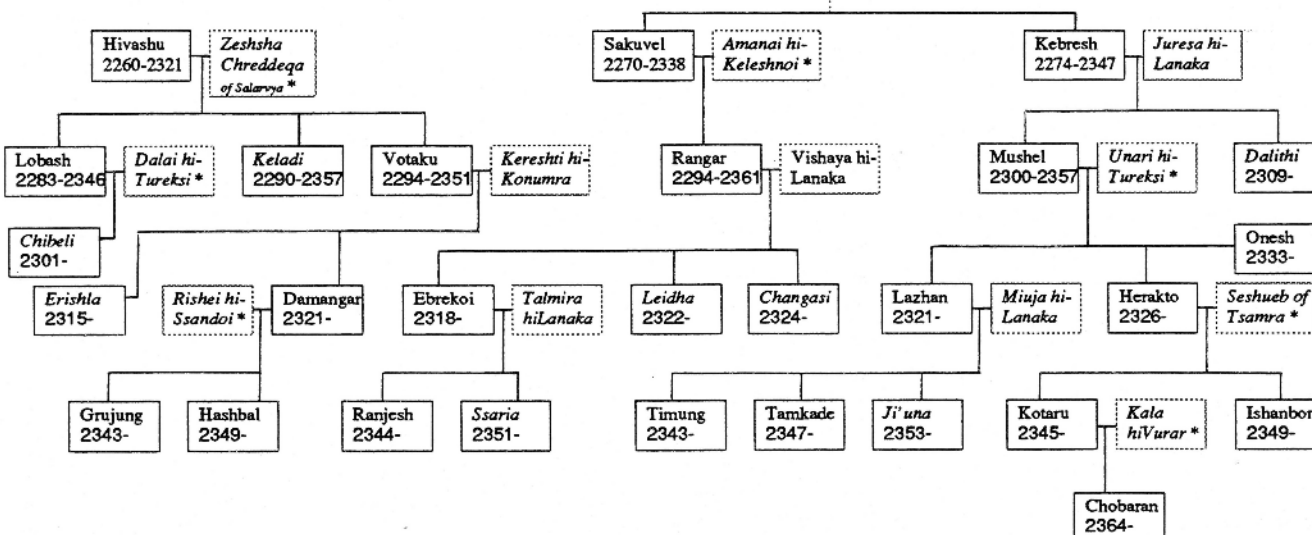 Hivashu
2260-2321
Zeshsha
Chreddeqa
of Salarvya *
Sakuvel
2270-2338
Amanai hi-
Keleshnoi *
Kebresh
2274-2347
Juresa hi-
Lanaka
Lobash
2283-2346
Dalai hi-
Tureksi *
Keladi
2290-2357
Votaku
2294-2351
Kereshti hi-
Konumra
Rangar
2294-2361
Vishaya hi-
Lanaka
Mushel
2300-2357
Unari hi-
Tureksi *
Dalithi
2309-
Chibeli
2301-
Onesh
2333-
Erishla
2315-
Rishei hi-
Ssandoi *
Damangar
2321-
Ebrekoi
2318-
Talmira
hiLanaka
Leidha
2322-
Changasi
2324-
Lazhan
2321-
Miuja hi-
Lanaka
Herakto
2326-
Seshueb of
Tsamra *
Grujung
2343-
Hashbal
2349-
Ranjesh
2344-
Ssaria
2351-
Timung
2343-
Tamkade
2347-
Ji'una
2353-
Kotaru
2345-
Kala
hiVurar *
Ishanbor
2349-
Chobaran
2364-